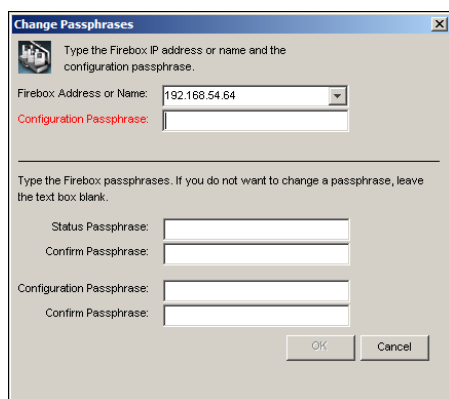 Change Passphrases
Type the Firebox IP address or name and the
configuration passphrase.
Firebox Address or Name: 192.168.54.64
Configuration Passphrase:
Type the Firebox passphrases. If you do not want to change a passphrase, leave
the text box blank.
Status Passphrase:
Confirm Passphrase:
Configuration Passphrase:
Confirm Passphrase:
OK Cancel